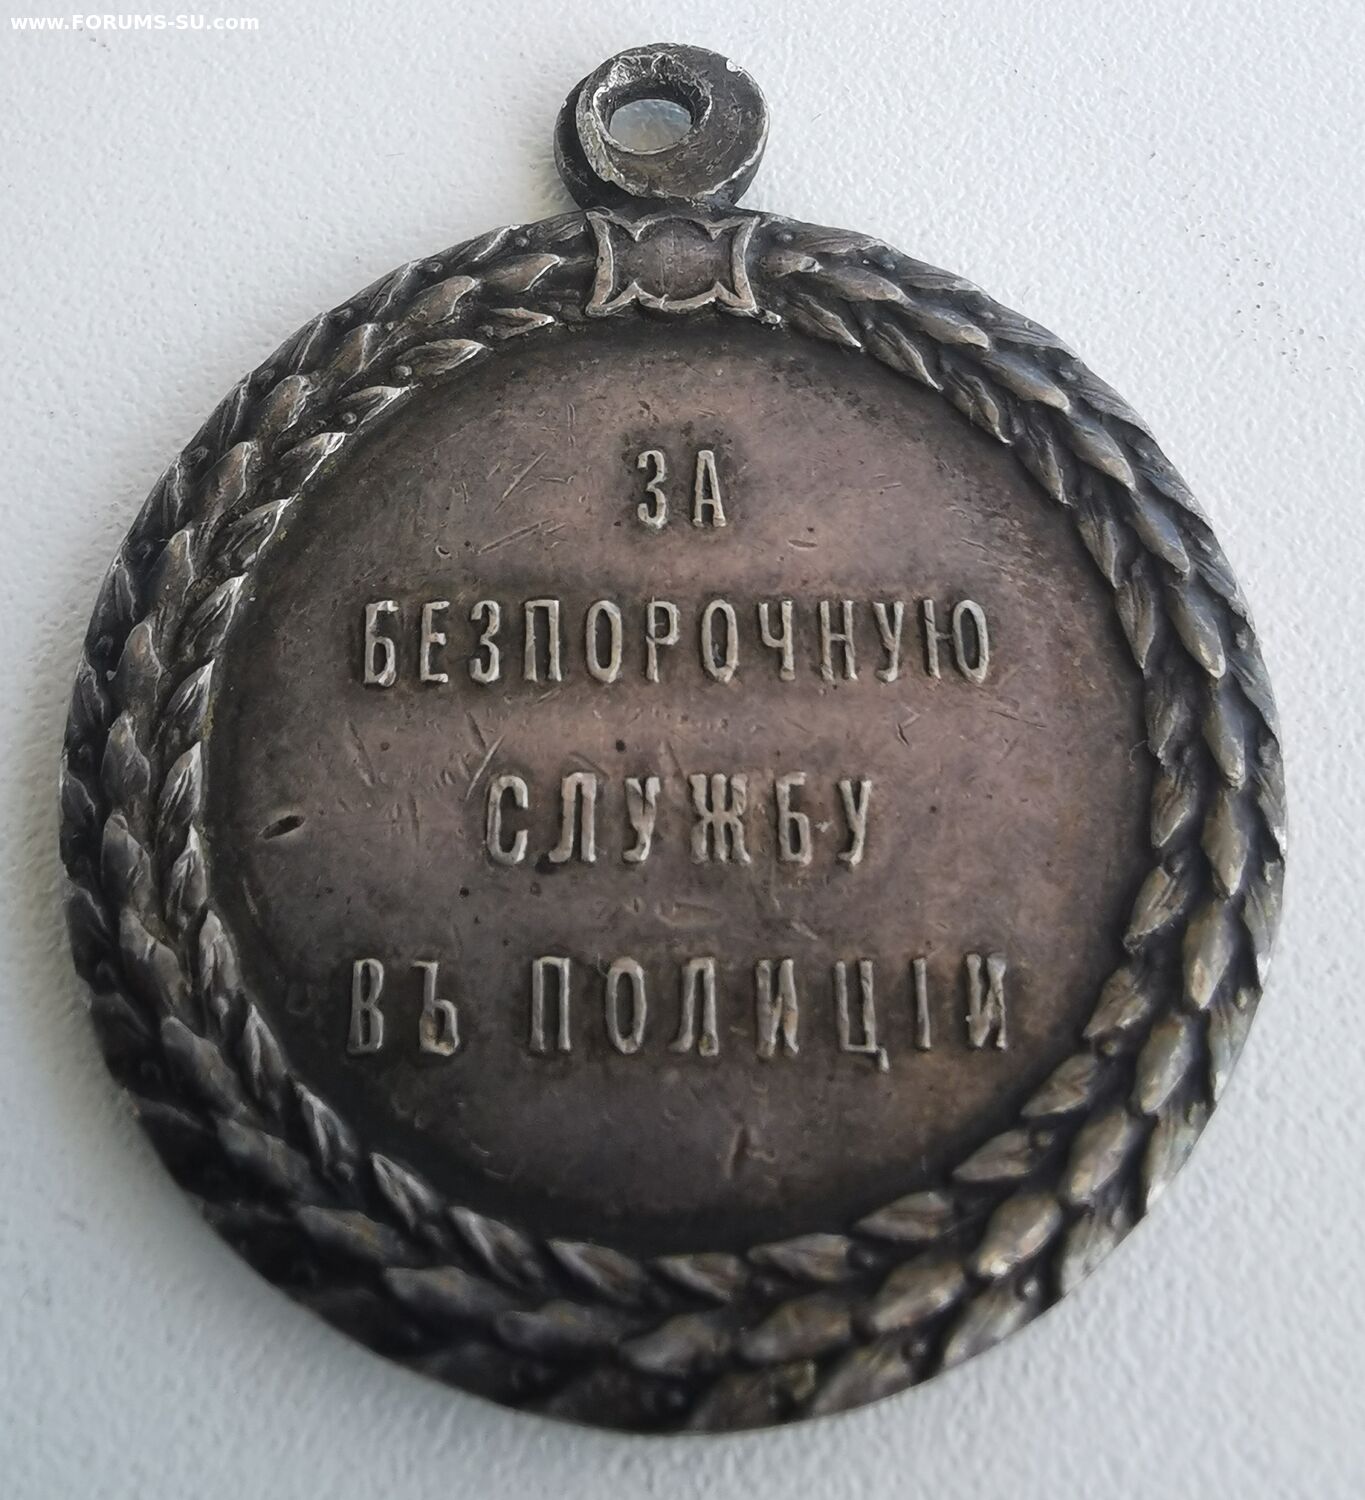 www.FORUMS-SU.com
ЗА
БЕЗПОРОЧНУЮ
СЛУЖБУ
ВЪ ПОЛИЦІИ